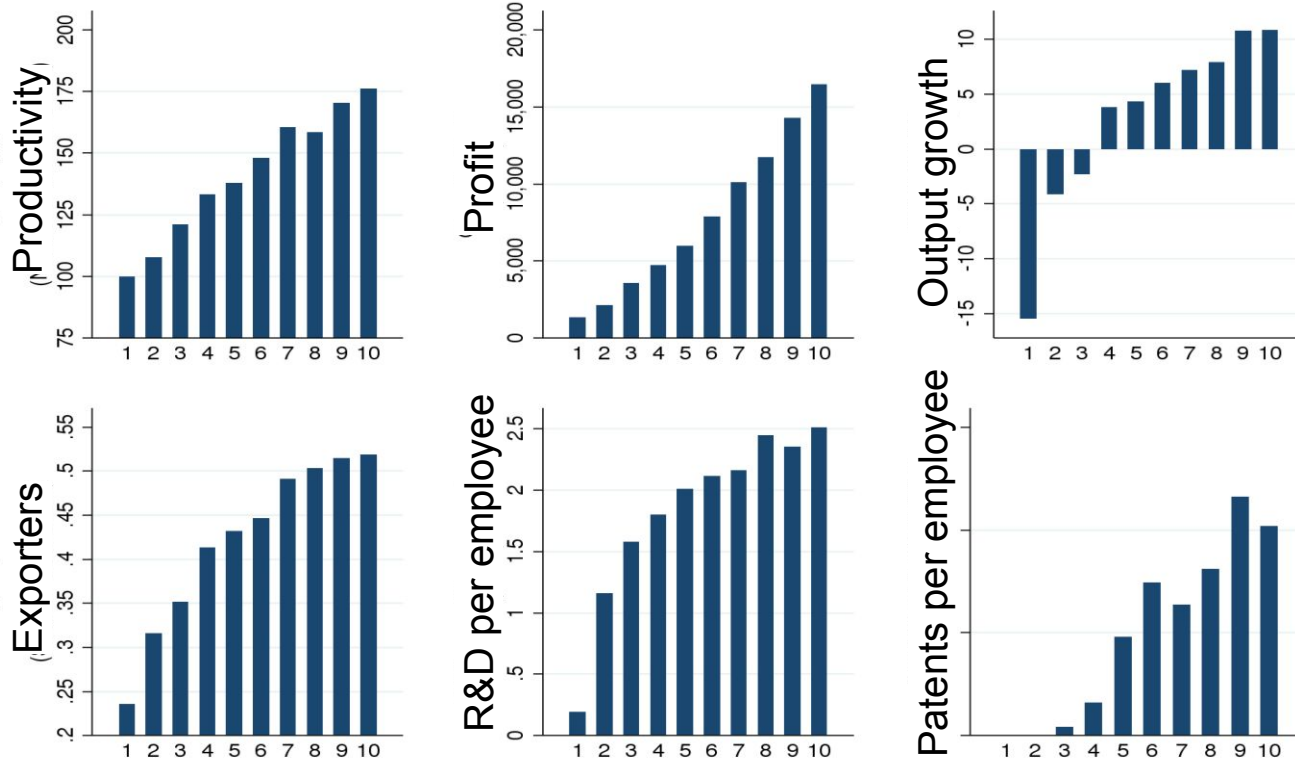 Productivity
200
175
150
125
100
75
1 2 3 4 5 6 7 8 9 10
Profit
20,000
15,000
10,000
5,000
0
1 2 3 4 5 6 7 8 9 10
Output growth
10
5
0
-5
-10
-15
1 2 3 4 5 6 7 8 9 10
Exporters
.55
.5
.45
.4
.35
.3
.25
.2
1 2 3 4 5 6 7 8 9 10
R&D per employee
2.5
2
1.5
1
.5
0
1 2 3 4 5 6 7 8 9 10
Patents per employee
1 2 3 4 5 6 7 8 9 10